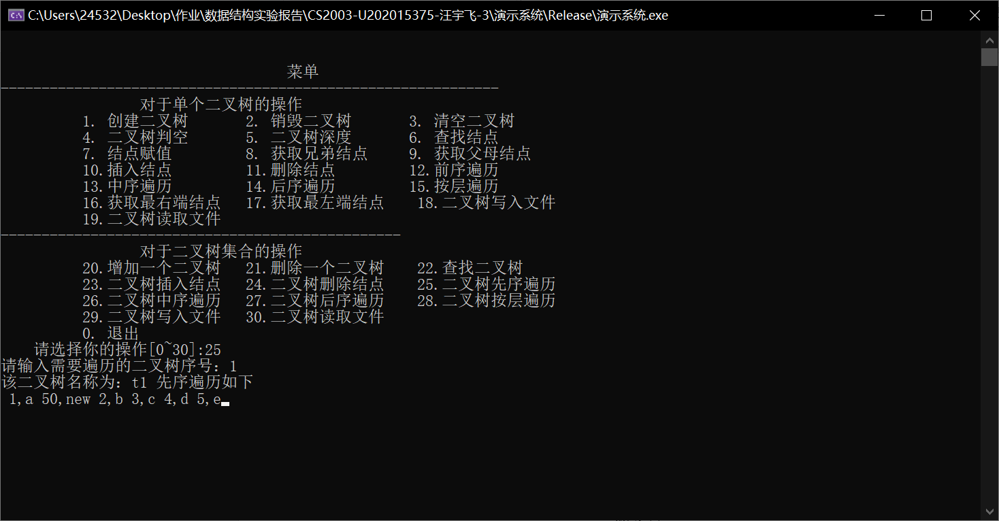 C:\Users\24532\Desktop\作业\数据结构实验报告\CS2003-U202015375-汪宇飞-3\演示系统\Release\演示系统.exe
菜单
-------------------------------------------------------------
对于单个二叉树的操作
1. 创建二叉树 2. 销毁二叉树 3. 清空二叉树
4. 二叉树判空 5. 二叉树深度 6. 查找结点
7. 结点赋值 8. 获取兄弟结点 9. 获取父母结点
10.插入结点 11.删除结点 12.前序遍历
13.中序遍历 14.后序遍历 15.按层遍历
16.获取最右端结点 17.获取最左端结点 18.二叉树写入文件
19.二叉树读取文件
-------------------------------------------------
对于二叉树集合的操作
20.增加一个二叉树 21.删除一个二叉树 22.查找二叉树
23.二叉树插入结点 24.二叉树删除结点 25.二叉树先序遍历
26.二叉树中序遍历 27.二叉树后序遍历 28.二叉树按层遍历
29.二叉树写入文件 30.二叉树读取文件
0. 退出
请选择你的操作[0~30]:25
请输入需要遍历的二叉树序号：1
该二叉树名称为：t1 先序遍历如下
1,a 50,new 2,b 3,c 4,d 5,e